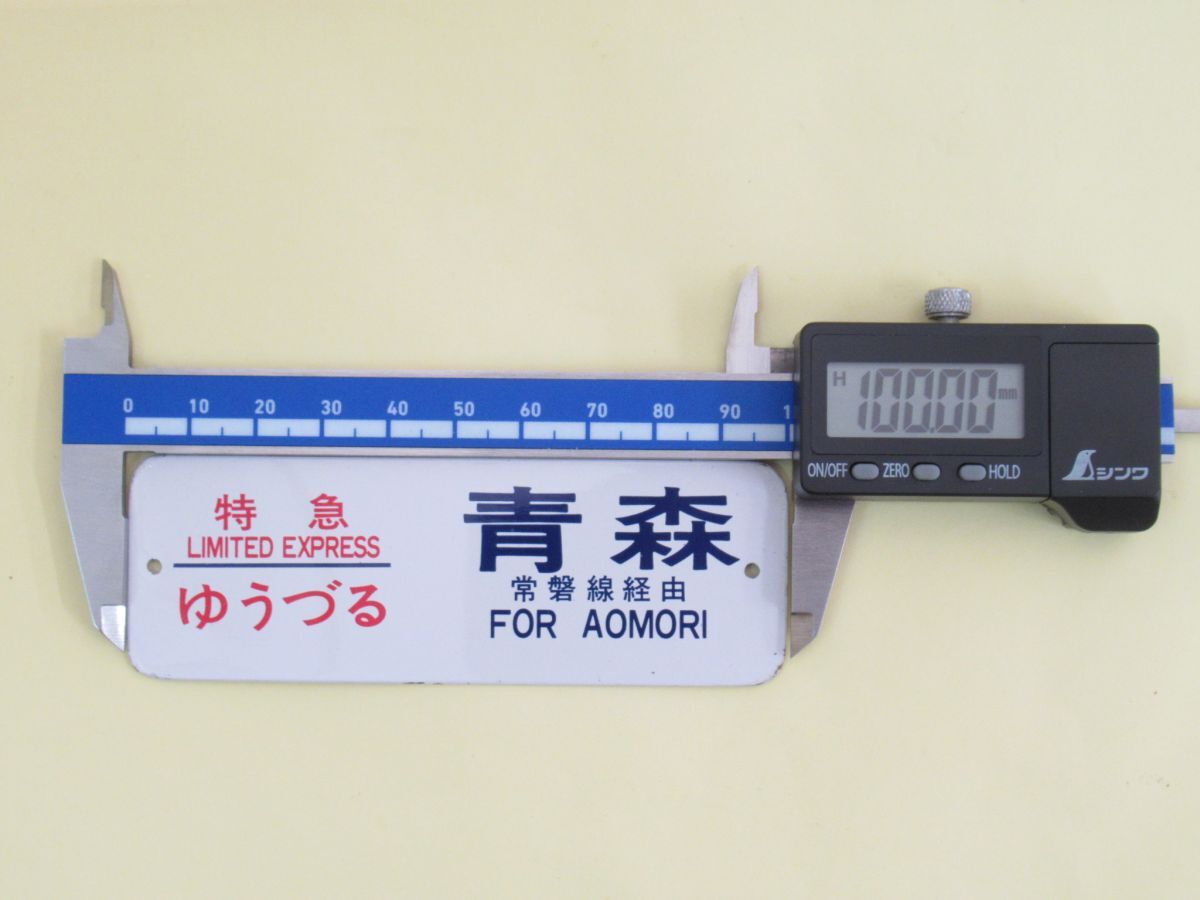 0 10 20 30 40 50 60 70 80 90
H 100.00 mm
ON/OFF ZERO HOLD
シンワ
特急
LIMITED EXPRESS
ゆうづる
青森
常磐線経由
FOR AOMORI